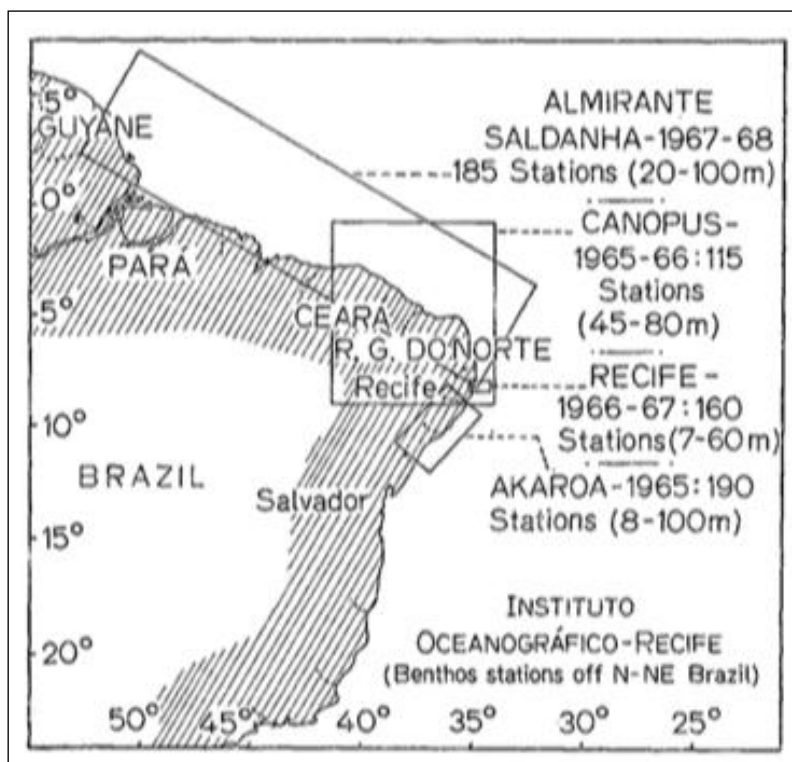 5°
GUYANE
0°
PARÁ
5°
CEARÁ
R. G. DO NORTE
Recife
10°
BRAZIL
Salvador
15°
20°
50° 45° 40° 35° 30° 25°
ALMIRANTE
SALDANHA-1967-68
185 Stations (20-100m)
CANOPUS-
1965-66:115
Stations
(45-80m)
RECIFE-
1966-67:160
Stations (7-60m)
AKAROA-1965:190
Stations (8-100m)
INSTITUTO
OCEANOGRÁFICO-RECIFE
(Benthos stations off N-NE Brazil)